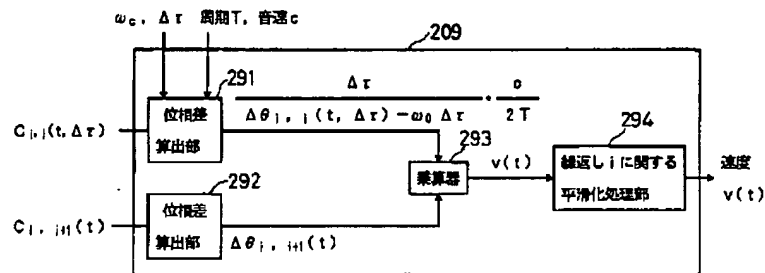 ωc, Δτ 周期T, 音速c
209
291
位相差
算出部
Ci,i(t, Δτ)
Δτ
Δθi, i(t, Δτ)−ω0 Δτ
・
c
2T
293
乗算器
v(t)
294
繰返しiに関する
平滑化処理部
速度
v(t)
292
位相差
算出部
Ci, i+1(t)
Δθi, i+1(t)